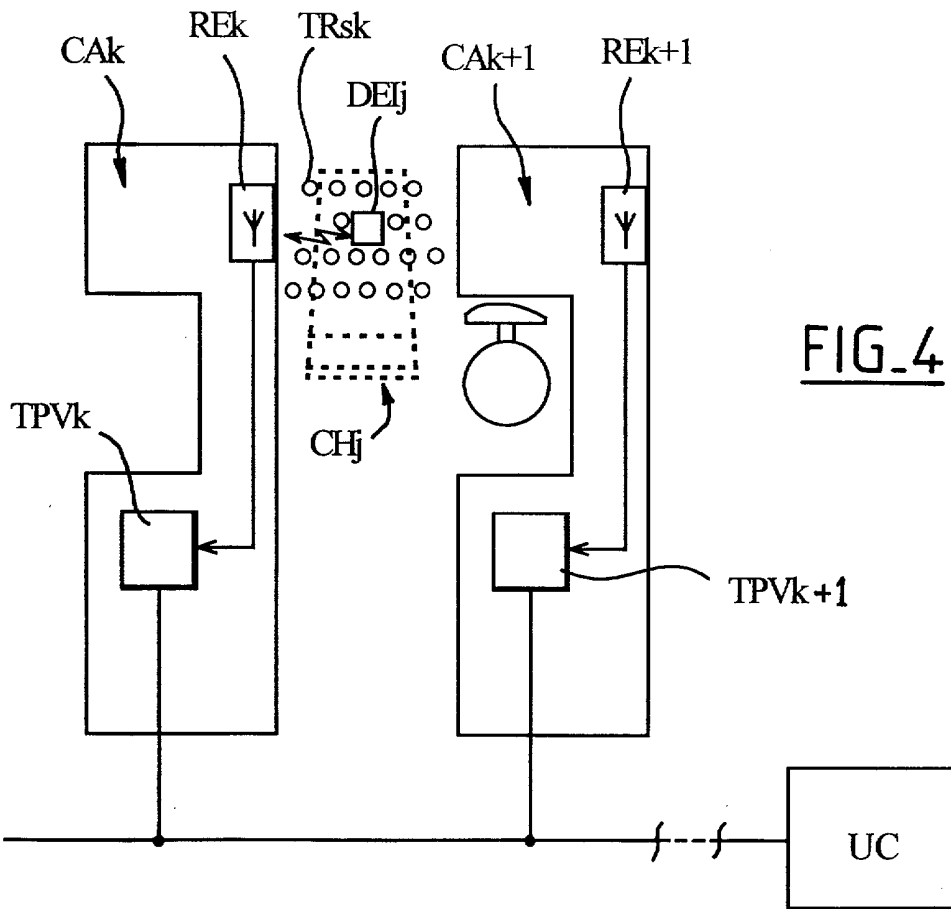 REk
TRsk
CAk
CAk+1
REk+1
DEIj
FIG_4
TPVk
CHj
TPVk+1
UC